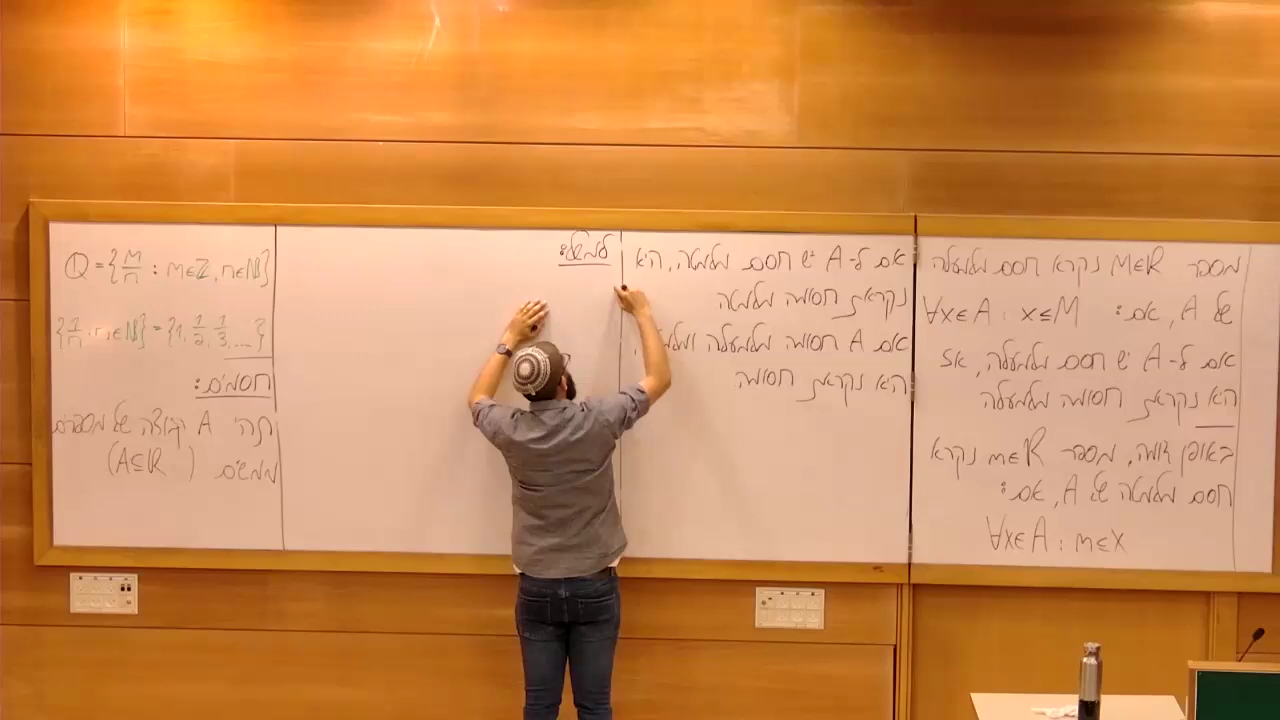 Q = {m/n : m∈Z, n∈N}
{1/n : n∈N} = {1, 1/2, 1/3, ....}
חסמים:
תהי A קבוצה של מספרים
ממשיים (A⊆R)
מספר M∈R נקרא חסם מלמעלה
של A, אם: ∀x∈A : x≤M
אם ל-A יש חסם מלמעלה, אז
היא נקראת חסומה מלמעלה
באופן דומה, מספר m∈R נקרא
חסם מלמטה של A, אם:
∀x∈A : m≤x
אם ל-A יש חסם מלמטה, היא
נקראת חסומה מלמטה
אם A חסומה מלמעלה
היא נקראת חסומה
למשל: